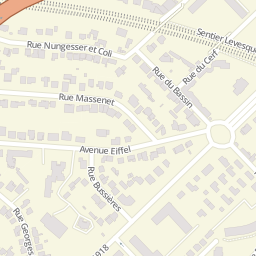 Sentier Levesqu
Rue Nungesser et Coli
Rue du Cerf
Rue du Bassin
Rue Massenet
Avenue Eiffel
Rue Bussières
Rue Georges
1918